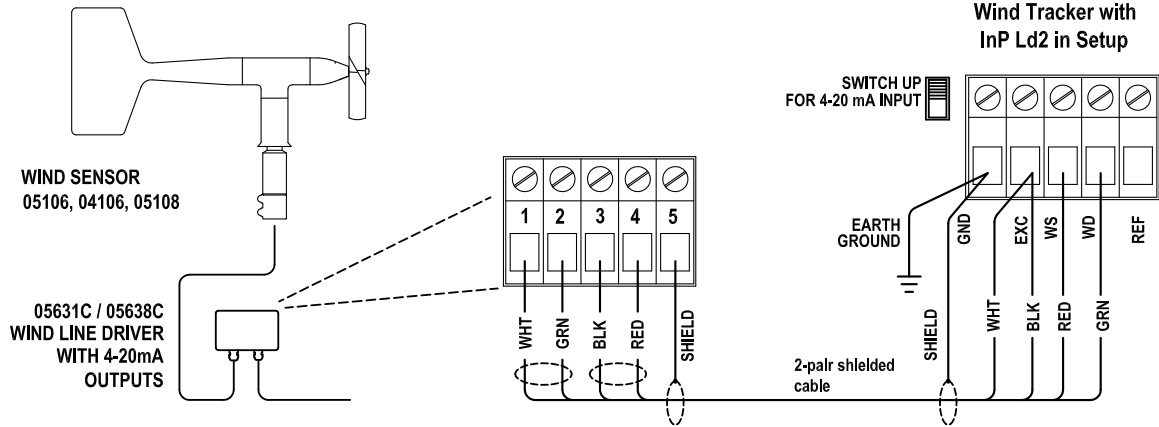 Wind Tracker with
InP Ld2 in Setup
SWITCH UP
FOR 4-20 mA INPUT
WIND SENSOR
05106, 04106, 05108
1 2 3 4 5
EARTH
GROUND
GND
EXC
WS
WD
REF
05631C / 05638C
WIND LINE DRIVER
WITH 4-20mA
OUTPUTS
WHT
GRN
BLK
RED
SHIELD
2-pair shielded
cable
SHIELD
WHT
BLK
RED
GRN